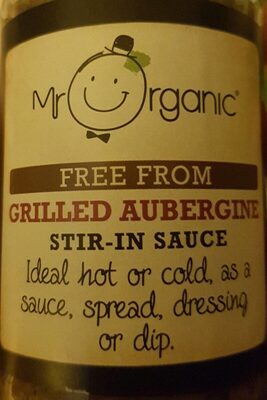 Mr Organic®
FREE FROM
GRILLED AUBERGINE
STIR-IN SAUCE
Ideal hot or cold, as a
sauce, spread, dressing
or dip.